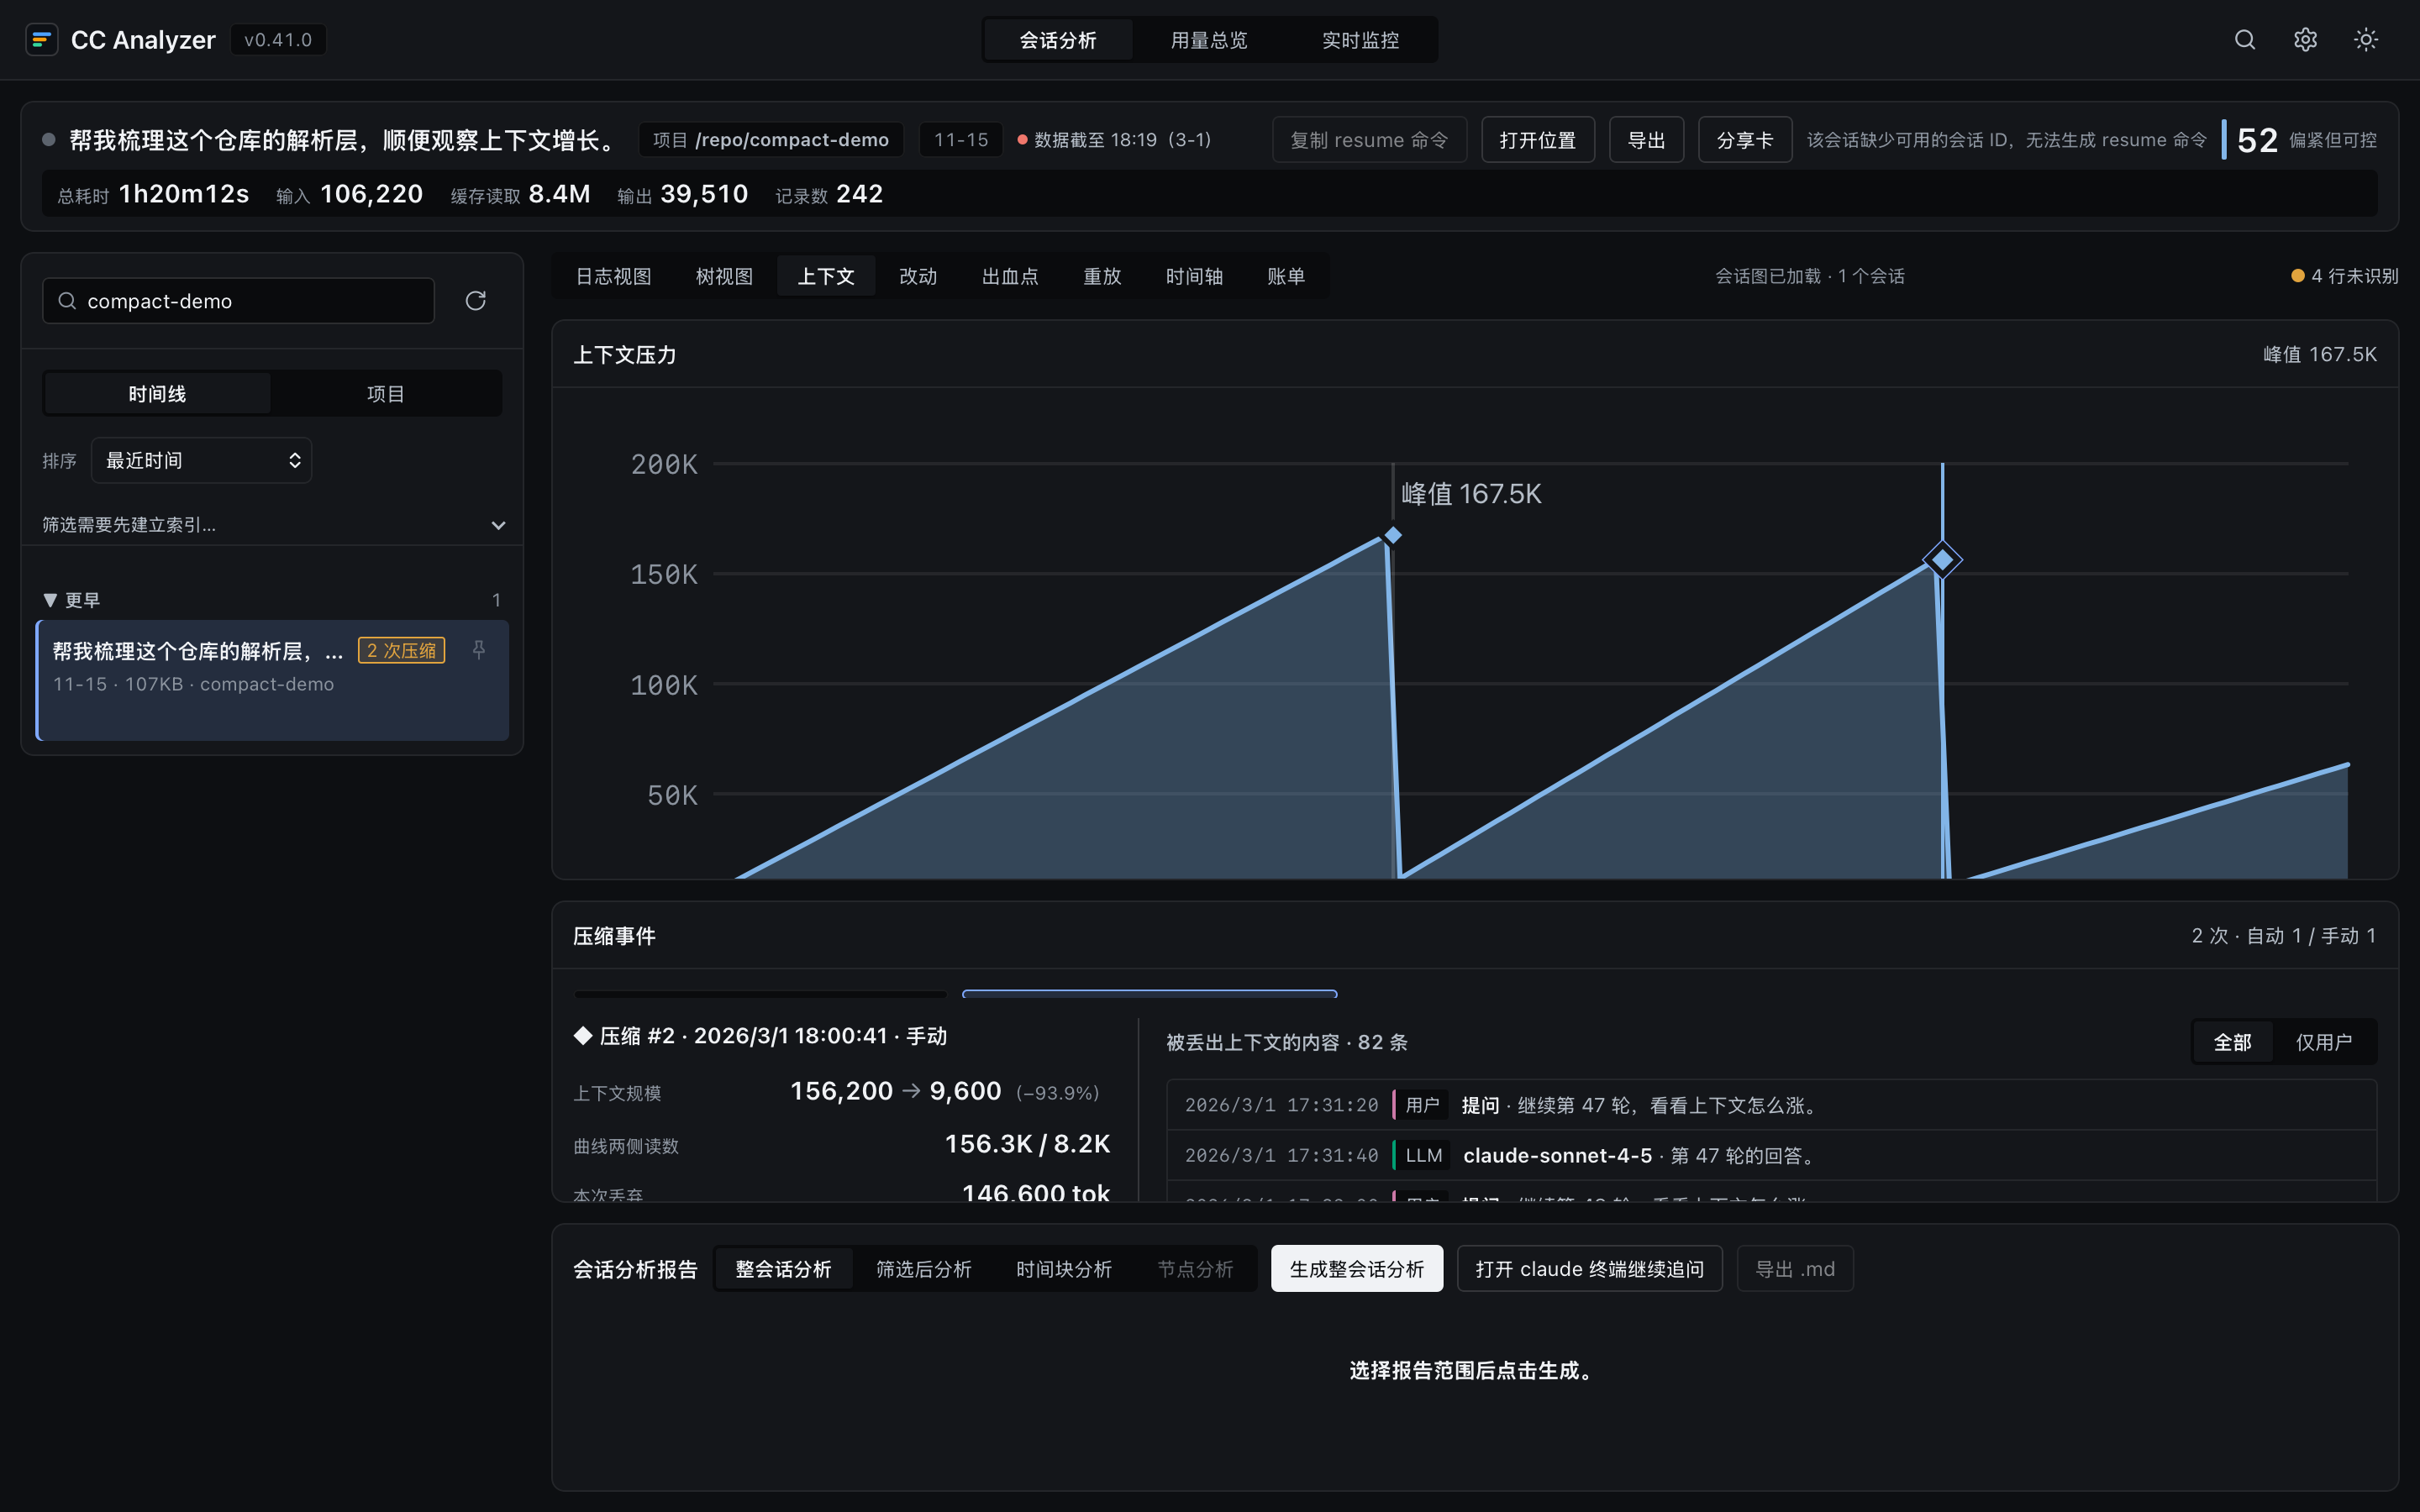 CC Analyzer v0.41.0 会话分析 用量总览 实时监控
帮我梳理这个仓库的解析层，顺便观察上下文增长。 项目 /repo/compact-demo 11-15 数据截至 18:19（3-1） 复制 resume 命令 打开位置 导出 分享卡 该会话缺少可用的会话 ID，无法生成 resume 命令 52 偏紧但可控
总耗时 1h20m12s 输入 106,220 缓存读取 8.4M 输出 39,510 记录数 242
compact-demo
时间线 项目
排序 最近时间
筛选需要先建立索引...
▼ 更早 1
帮我梳理这个仓库的解析层，... 2 次压缩
11-15 · 107KB · compact-demo
日志视图 树视图 上下文 改动 出血点 重放 时间轴 账单 会话图已加载 · 1 个会话 4 行未识别
上下文压力 峰值 167.5K
200K
峰值 167.5K
150K
100K
50K
压缩事件 2 次 · 自动 1 / 手动 1
◆ 压缩 #2 · 2026/3/1 18:00:41 · 手动
上下文规模 156,200 → 9,600 (−93.9%)
曲线两侧读数 156.3K / 8.2K
本次丢弃 146,600 tok
被丢出上下文的内容 · 82 条 全部 仅用户
2026/3/1 17:31:20 用户 提问 · 继续第 47 轮，看看上下文怎么涨。
2026/3/1 17:31:40 LLM claude-sonnet-4-5 · 第 47 轮的回答。
会话分析报告 整会话分析 筛选后分析 时间块分析 节点分析 生成整会话分析 打开 claude 终端继续追问 导出 .md
选择报告范围后点击生成。